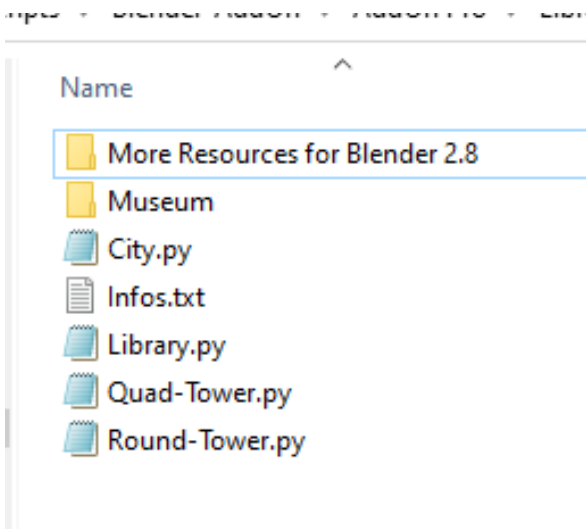 Name
More Resources for Blender 2.8
Museum
City.py
Infos.txt
Library.py
Quad-Tower.py
Round-Tower.py